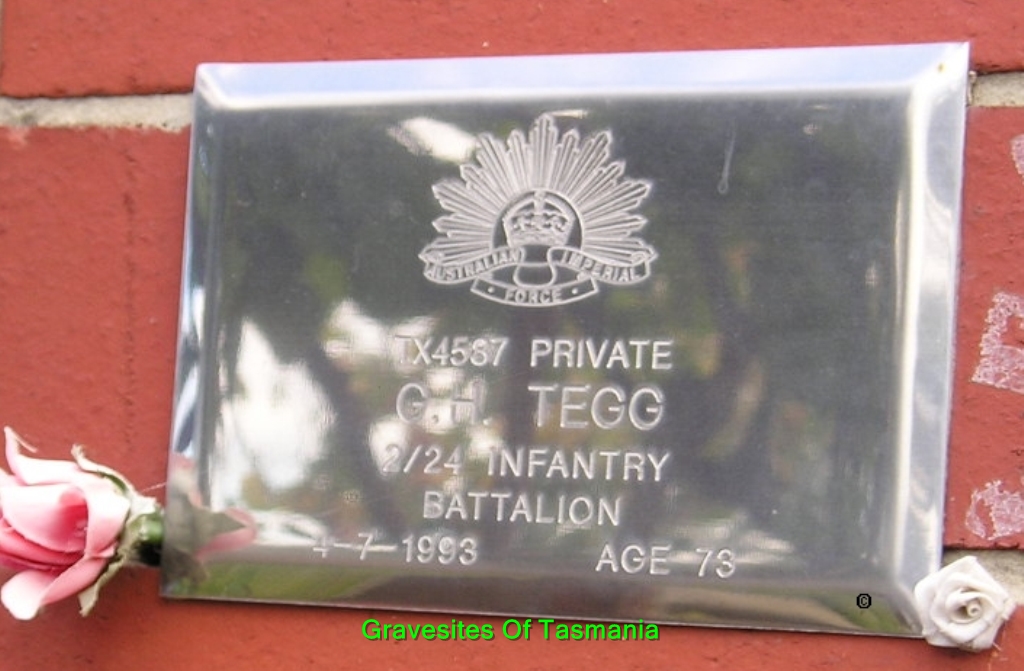 AUSTRALIAN IMPERIAL
• FORCE •
TX4587 PRIVATE
G.H. TEGG
2/24 INFANTRY
BATTALION
4-7-1993 AGE 73
©
Gravesites Of Tasmania